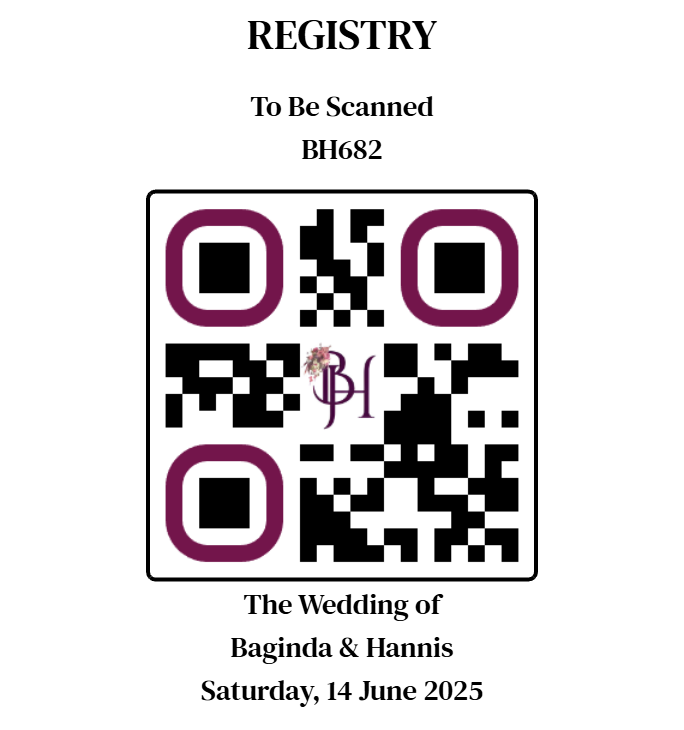 REGISTRY
To Be Scanned
BH682
BH
The Wedding of
Baginda & Hannis
Saturday, 14 June 2025